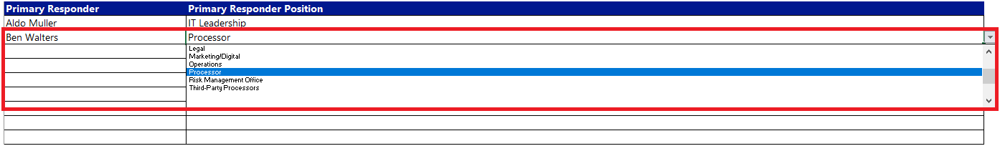 Primary Responder Primary Responder Position
Aldo Muller IT Leadership
Ben Walters Processor
Legal
Marketing/Digital
Operations
Processor
Risk Management Office
Third-Party Processors